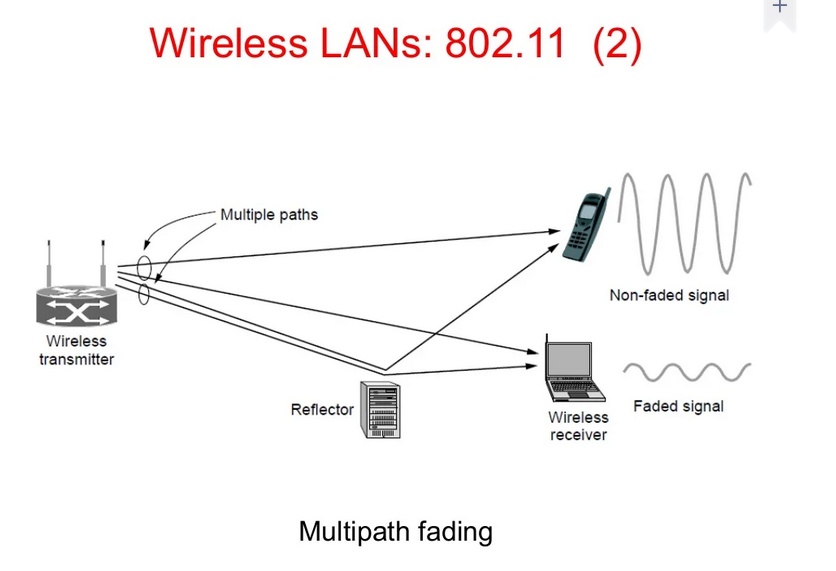 Wireless LANs: 802.11 (2)
Multiple paths
Non-faded signal
Wireless
transmitter
Reflector
Faded signal
Wireless
receiver
Multipath fading